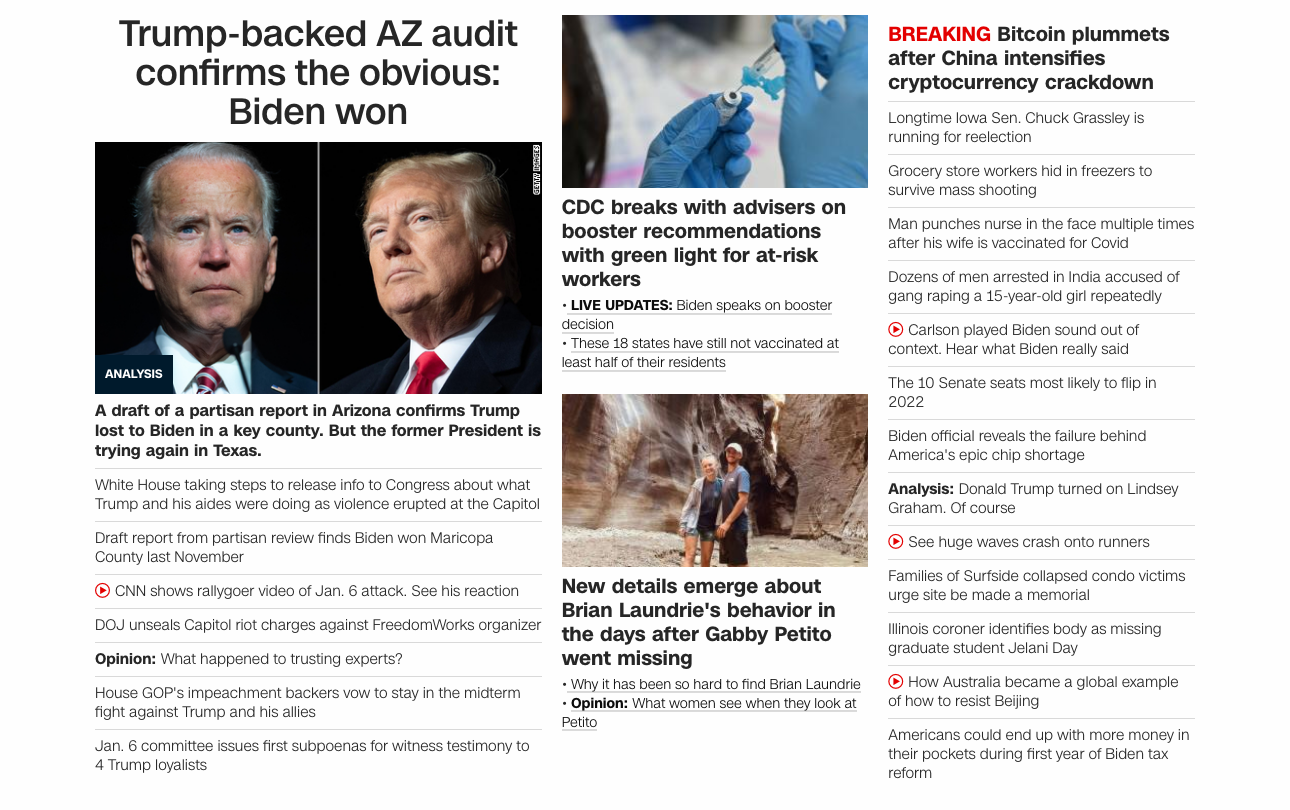 Trump-backed AZ audit
confirms the obvious:
Biden won
GETTY IMAGES
ANALYSIS
A draft of a partisan report in Arizona confirms Trump
lost to Biden in a key county. But the former President is
trying again in Texas.
White House taking steps to release info to Congress about what
Trump and his aides were doing as violence erupted at the Capitol
Draft report from partisan review finds Biden won Maricopa
County last November
CNN shows rallygoer video of Jan. 6 attack. See his reaction
DOJ unseals Capitol riot charges against FreedomWorks organizer
Opinion: What happened to trusting experts?
House GOP's impeachment backers vow to stay in the midterm
fight against Trump and his allies
Jan. 6 committee issues first subpoenas for witness testimony to
4 Trump loyalists
CDC breaks with advisers on
booster recommendations
with green light for at-risk
workers
• LIVE UPDATES: Biden speaks on booster
decision
• These 18 states have still not vaccinated at
least half of their residents
New details emerge about
Brian Laundrie's behavior in
the days after Gabby Petito
went missing
• Why it has been so hard to find Brian Laundrie
• Opinion: What women see when they look at
Petito
BREAKING Bitcoin plummets
after China intensifies
cryptocurrency crackdown
Longtime Iowa Sen. Chuck Grassley is
running for reelection
Grocery store workers hid in freezers to
survive mass shooting
Man punches nurse in the face multiple times
after his wife is vaccinated for Covid
Dozens of men arrested in India accused of
gang raping a 15-year-old girl repeatedly
Carlson played Biden sound out of
context. Hear what Biden really said
The 10 Senate seats most likely to flip in
2022
Biden official reveals the failure behind
America's epic chip shortage
Analysis: Donald Trump turned on Lindsey
Graham. Of course
See huge waves crash onto runners
Families of Surfside collapsed condo victims
urge site be made a memorial
Illinois coroner identifies body as missing
graduate student Jelani Day
How Australia became a global example
of how to resist Beijing
Americans could end up with more money in
their pockets during first year of Biden tax
reform